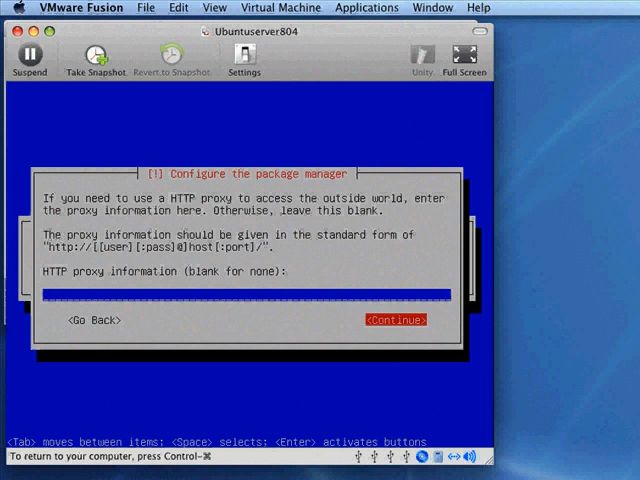 VMware Fusion File Edit View Virtual Machine Applications Window Help
Ubuntuserver804
Suspend Take Snapshot Revert to Snapshot Settings Unity Full Screen
[!] Configure the package manager
If you need to use a HTTP proxy to access the outside world, enter
the proxy information here. Otherwise, leave this blank.
The proxy information should be given in the standard form of
"http://[[user][:pass]@]host[:port]/".
HTTP proxy information (blank for none):
<Go Back> <Continue>
<Tab> moves between items; <Space> selects; <Enter> activates buttons
To return to your computer, press Control-⌘